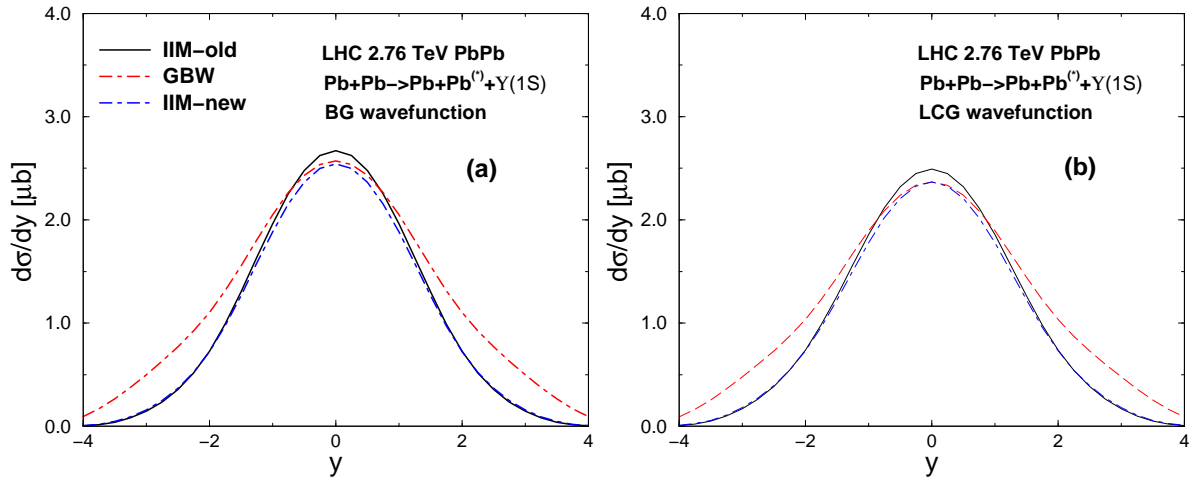 4.0
3.0
2.0
1.0
0.0
dσ/dy [μb]
IIM−old
GBW
IIM−new
LHC 2.76 TeV PbPb
Pb+Pb−>Pb+Pb(*)+ϒ(1S)
BG wavefunction
(a)
−4 −2 0 2 4
y
4.0
3.0
2.0
1.0
0.0
dσ/dy [μb]
LHC 2.76 TeV PbPb
Pb+Pb−>Pb+Pb(*)+ϒ(1S)
LCG wavefunction
(b)
−4 −2 0 2 4
y